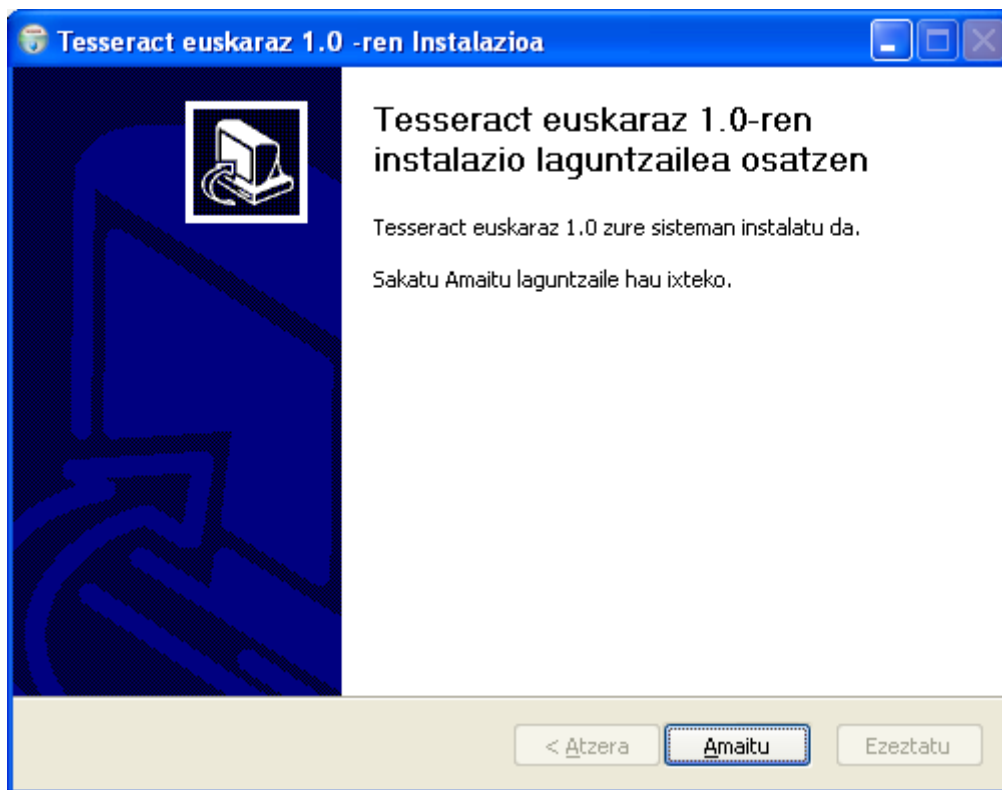 Tesseract euskaraz 1.0 -ren Instalazioa
Tesseract euskaraz 1.0-ren
instalazio laguntzailea osatzen
Tesseract euskaraz 1.0 zure sisteman instalatu da.
Sakatu Amaitu laguntzaile hau ixteko.
< Atzera
Amaitu
Ezeztatu